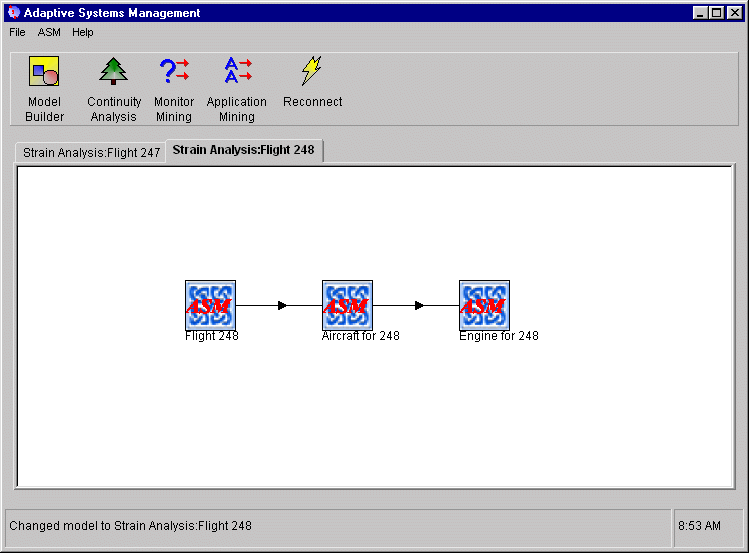 Adaptive Systems Management
File ASM Help
Model Builder
Continuity Analysis
Monitor Mining
Application Mining
Reconnect
Strain Analysis:Flight 247
Strain Analysis:Flight 248
ASM
ASM
ASM
Flight 248
Aircraft for 248
Engine for 248
Changed model to Strain Analysis:Flight 248
8:53 AM